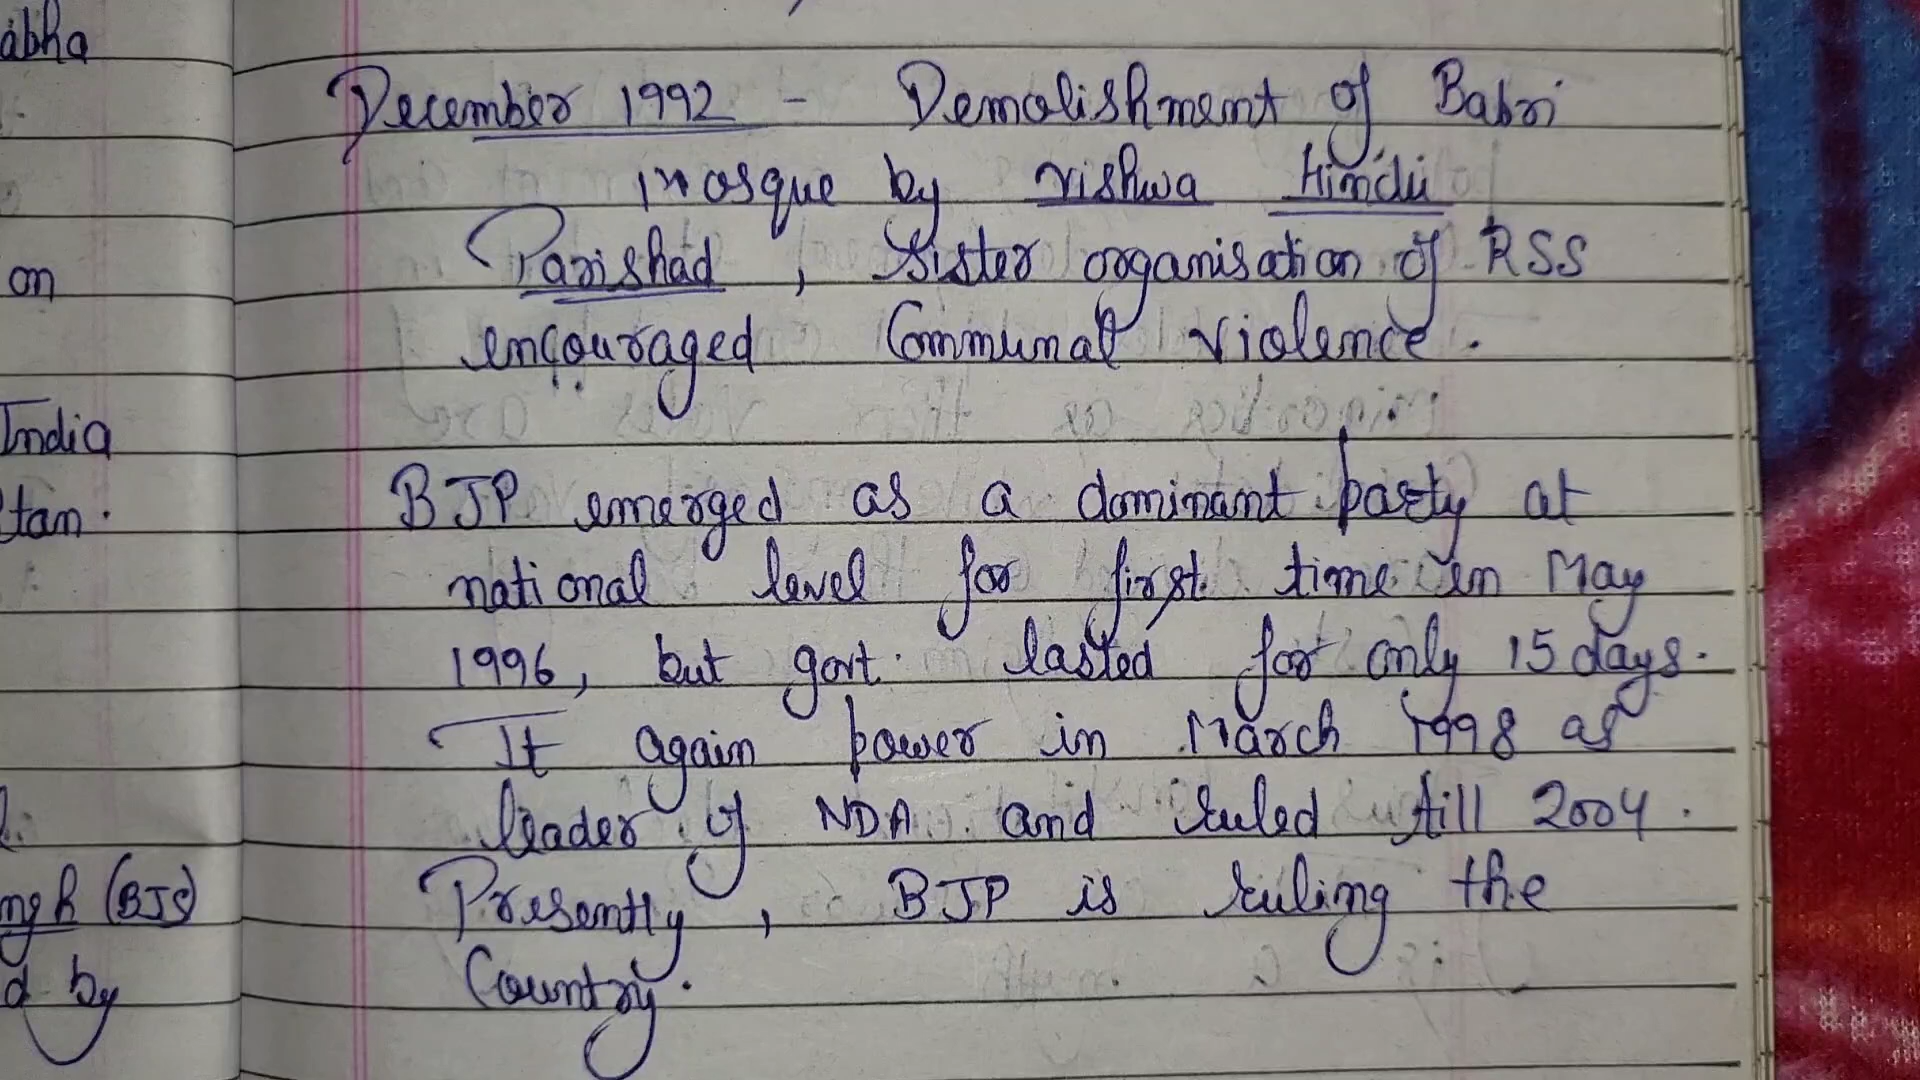 abha
on
India
tan.
ngh (BJS)
d by
December 1992 - Demolishment of Babri
mosque by vishwa Hindu
Parishad, Sister organisation of RSS
encouraged Communal violence.
BJP emerged as a dominant party at
national level for first time in May
1996, but govt. lasted for only 15 days.
It again power in March 1998 as
leader of NDA and ruled till 2004.
Presently, BJP is ruling the
Country.